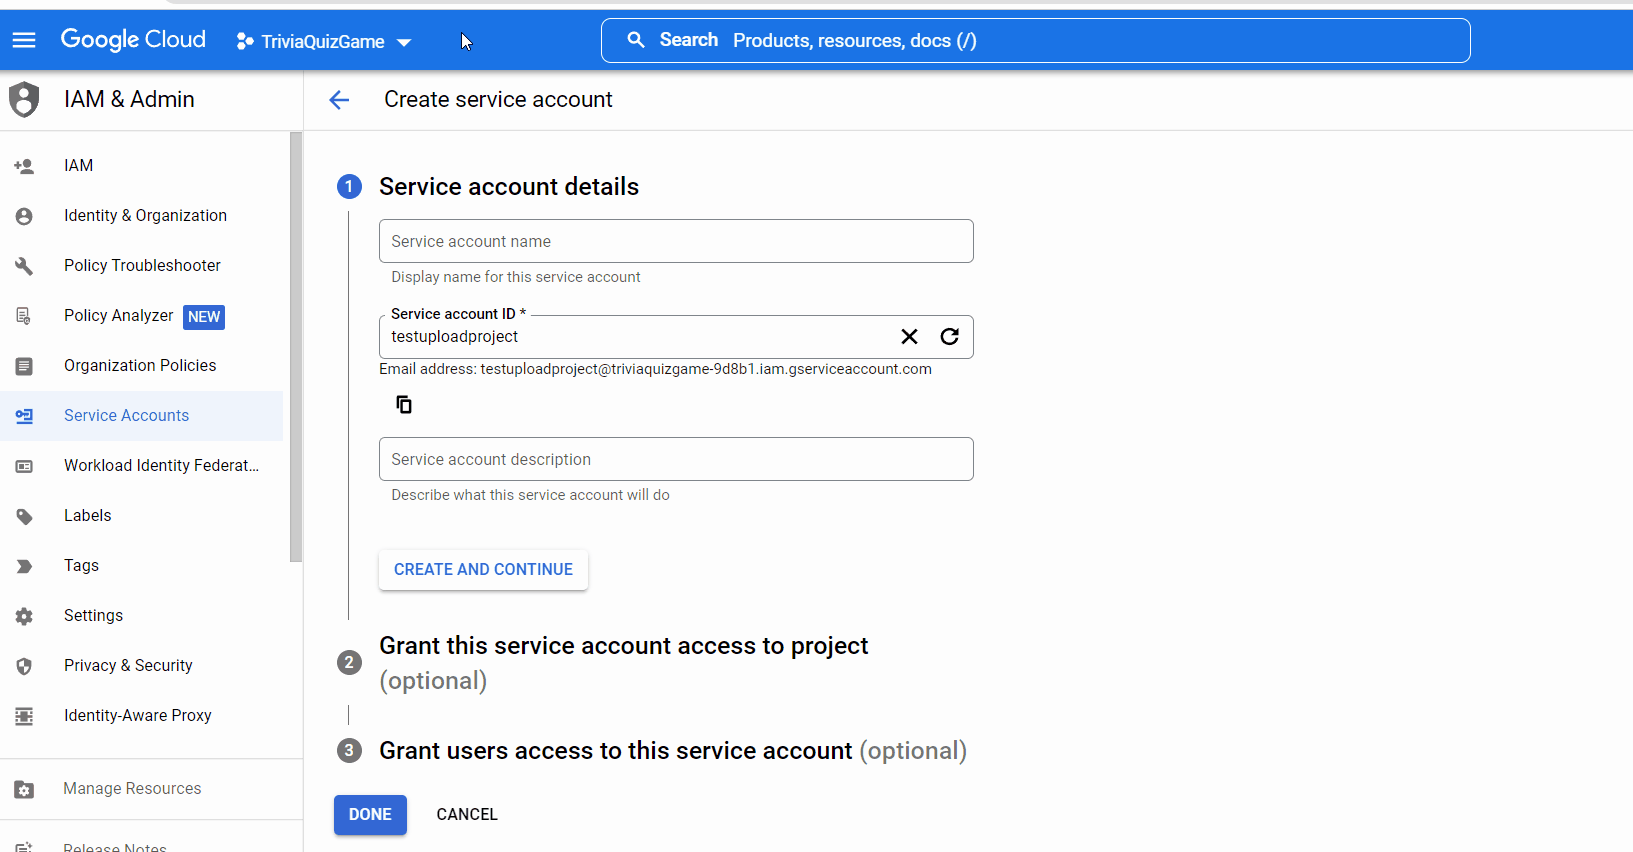 Google Cloud
TriviaQuizGame
Search Products, resources, docs (/)
IAM & Admin
Create service account
IAM
Identity & Organization
Policy Troubleshooter
Policy Analyzer NEW
Organization Policies
Service Accounts
Workload Identity Federat...
Labels
Tags
Settings
Privacy & Security
Identity-Aware Proxy
Manage Resources
Release Notes
1 Service account details
Service account name
Display name for this service account
Service account ID *
testuploadproject
Email address: testuploadproject@triviaquizgame-9d8b1.iam.gserviceaccount.com
Service account description
Describe what this service account will do
CREATE AND CONTINUE
2 Grant this service account access to project
(optional)
3 Grant users access to this service account (optional)
DONE CANCEL